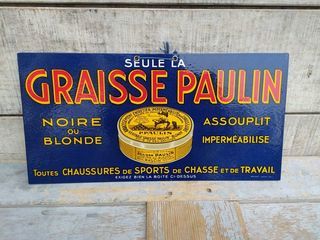 SEULE LA
GRAISSE PAULIN
NOIRE
OU
BLONDE
ASSOUPLIT
IMPERMÉABILISE
PAULIN
TOUTES CHAUSSURES DE SPORTS DE CHASSE ET DE TRAVAIL
EXIGEZ BIEN LA BOITE CI-DESSUS